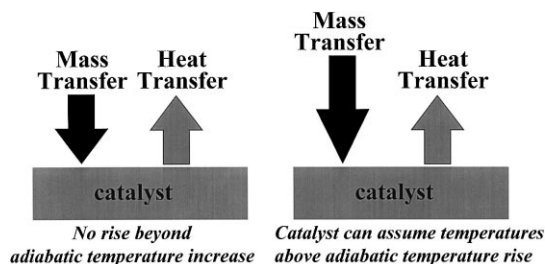 Mass
Transfer
Heat
Transfer
catalyst
No rise beyond
adiabatic temperature increase
Mass
Transfer
Heat
Transfer
catalyst
Catalyst can assume temperatures
above adiabatic temperature rise